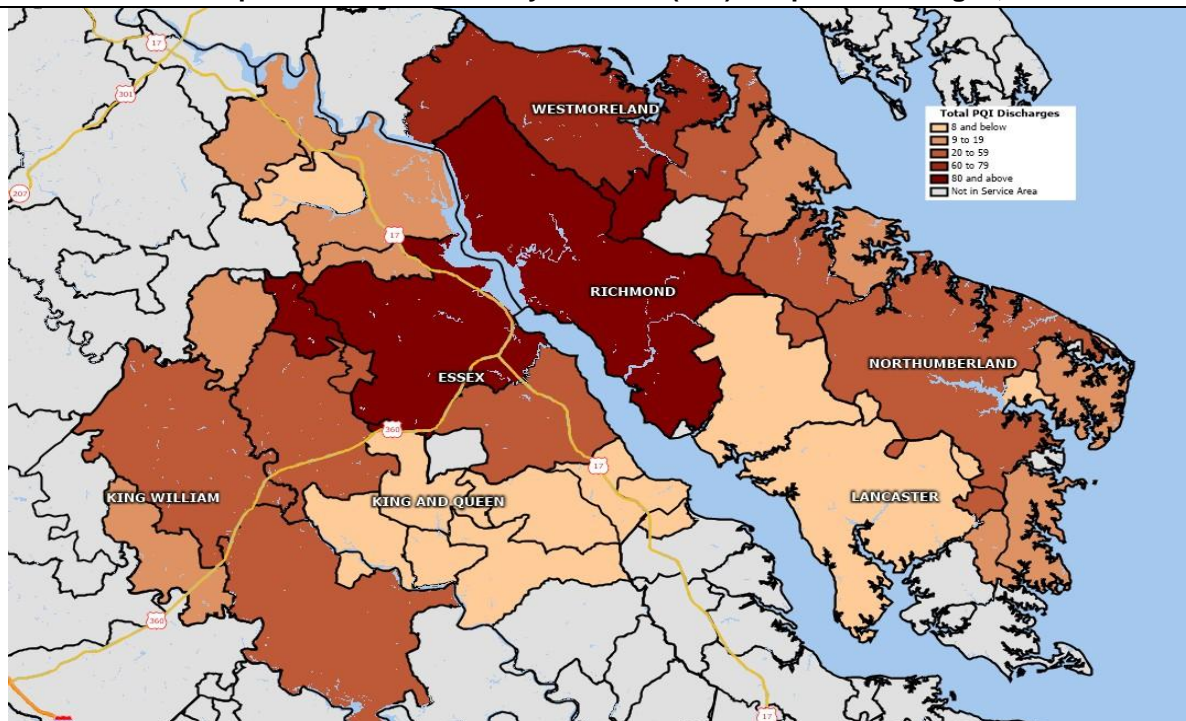 17
WESTMORELAND
301
Total PQI Discharges
8 and below
9 to 19
20 to 59
60 to 79
80 and above
Not in Service Area
207
17
RICHMOND
NORTHUMBERLAND
ESSEX
360
17
KING WILLIAM
KING AND QUEEN
LANCASTER
360
17